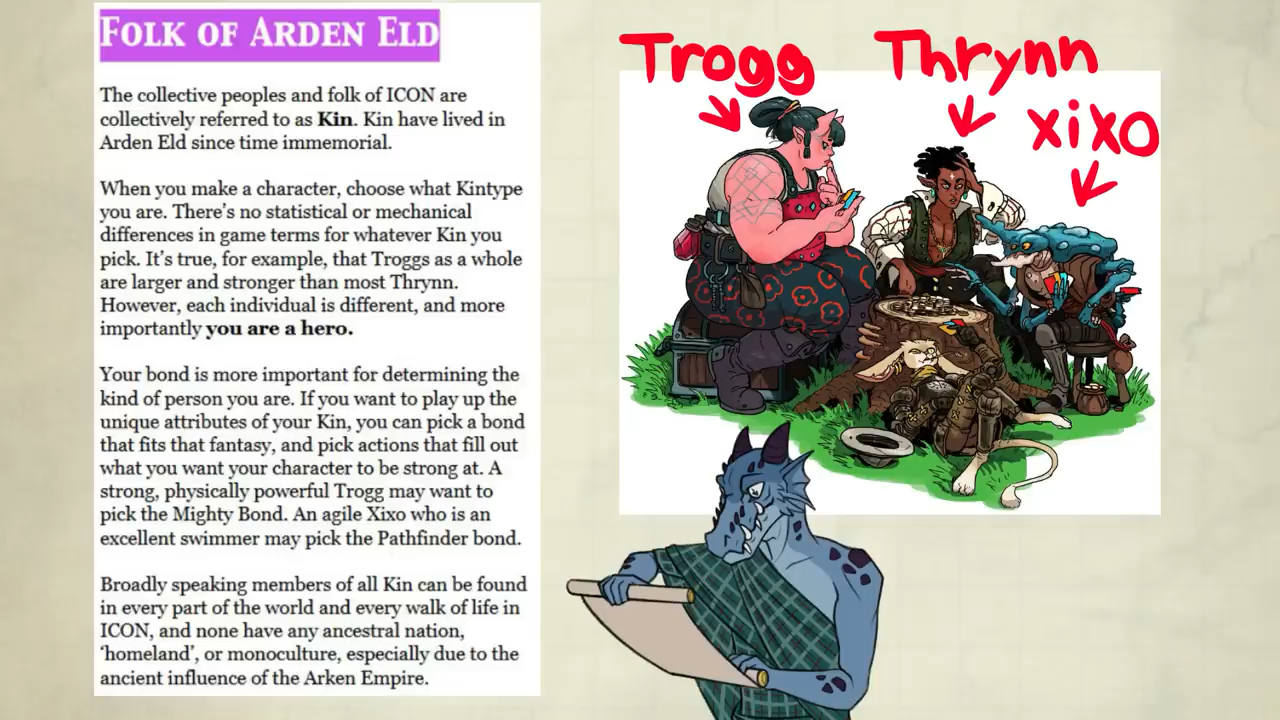 FOLK OF ARDEN ELD
The collective peoples and folk of ICON are
collectively referred to as Kin. Kin have lived in
Arden Eld since time immemorial.
When you make a character, choose what Kintype
you are. There's no statistical or mechanical
differences in game terms for whatever Kin you
pick. It's true, for example, that Troggs as a whole
are larger and stronger than most Thrynn.
However, each individual is different, and more
importantly you are a hero.
Your bond is more important for determining the
kind of person you are. If you want to play up the
unique attributes of your Kin, you can pick a bond
that fits that fantasy, and pick actions that fill out
what you want your character to be strong at. A
strong, physically powerful Trogg may want to
pick the Mighty Bond. An agile Xixo who is an
excellent swimmer may pick the Pathfinder bond.
Broadly speaking members of all Kin can be found
in every part of the world and every walk of life in
ICON, and none have any ancestral nation,
'homeland', or monoculture, especially due to the
ancient influence of the Arken Empire.
Trogg
Thrynn
xixo